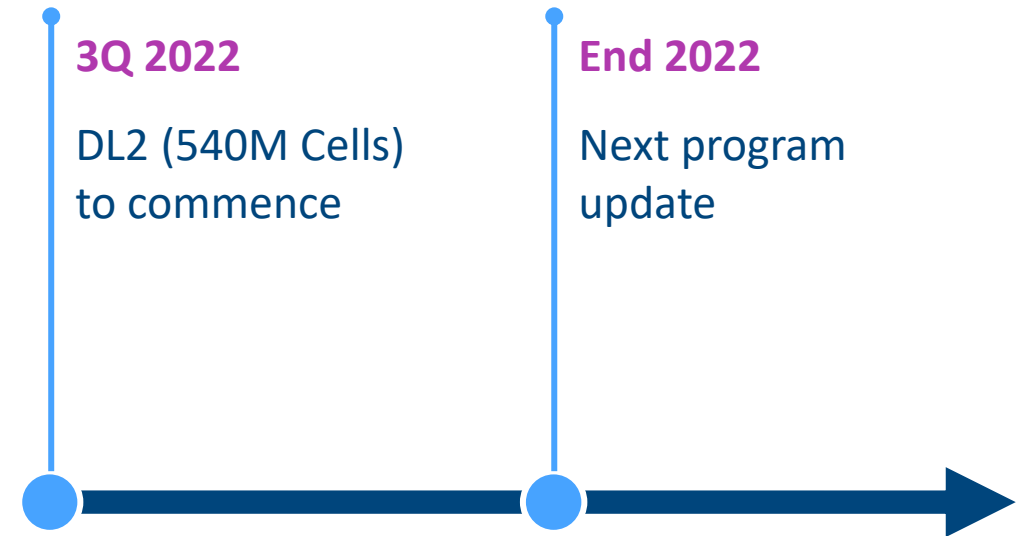 3Q 2022
DL2 (540M Cells)
to commence
End 2022
Next program
update